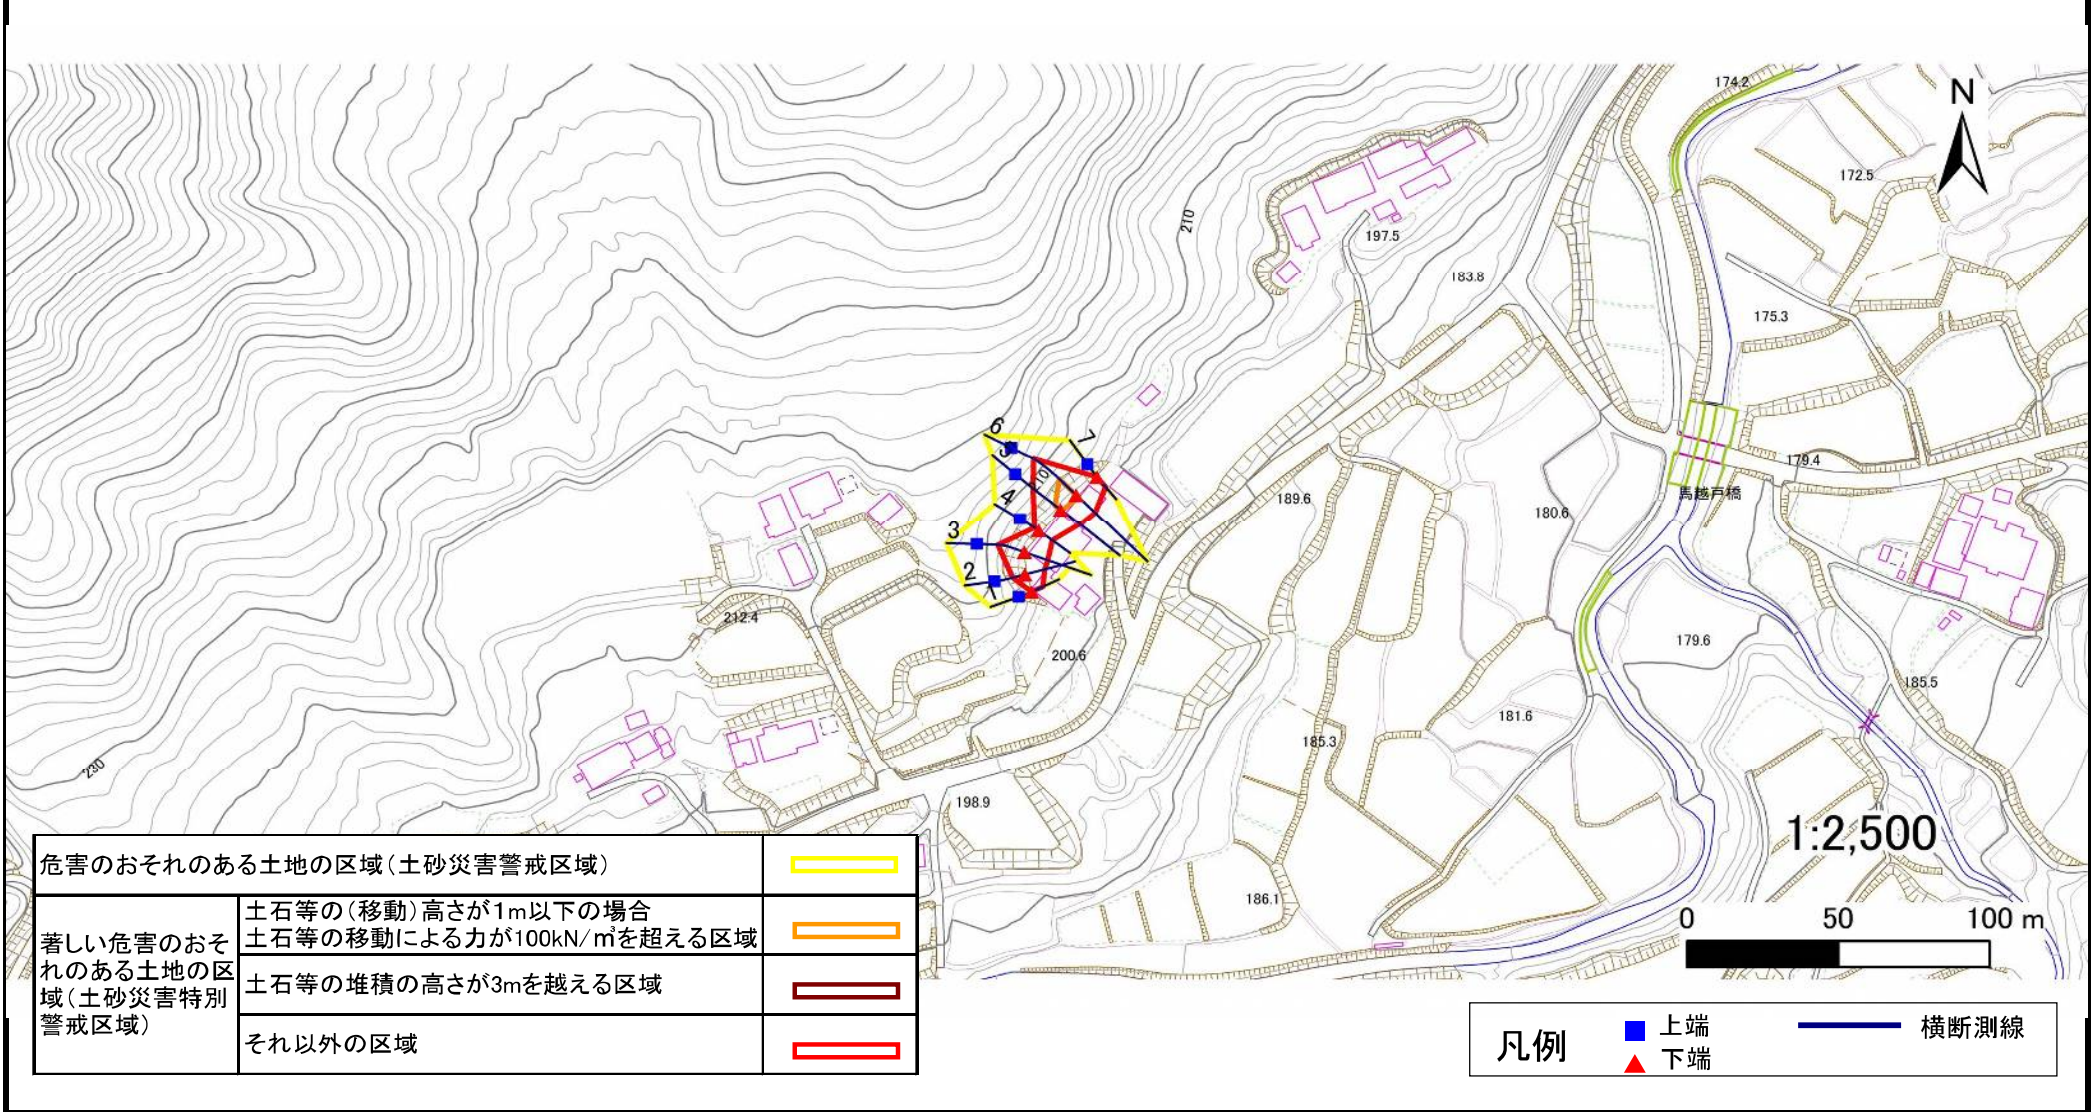 174.2
N
172.5
210
197.5
183.8
175.3
6
7
5
10
179.4
4
189.6
馬越戸橋
180.6
3
2
1
212.4
179.6
200.6
185.5
181.6
185.3
230
198.9
1:2,500
186.1
0 50 100 m
危害のおそれのある土地の区域(土砂災害警戒区域)
著しい危害のおそ
れのある土地の区
域(土砂災害特別
警戒区域)
土石等の(移動)高さが1m以下の場合
土石等の移動による力が100kN/㎡を超える区域
土石等の堆積の高さが3mを越える区域
それ以外の区域
凡例
上端
下端
横断測線